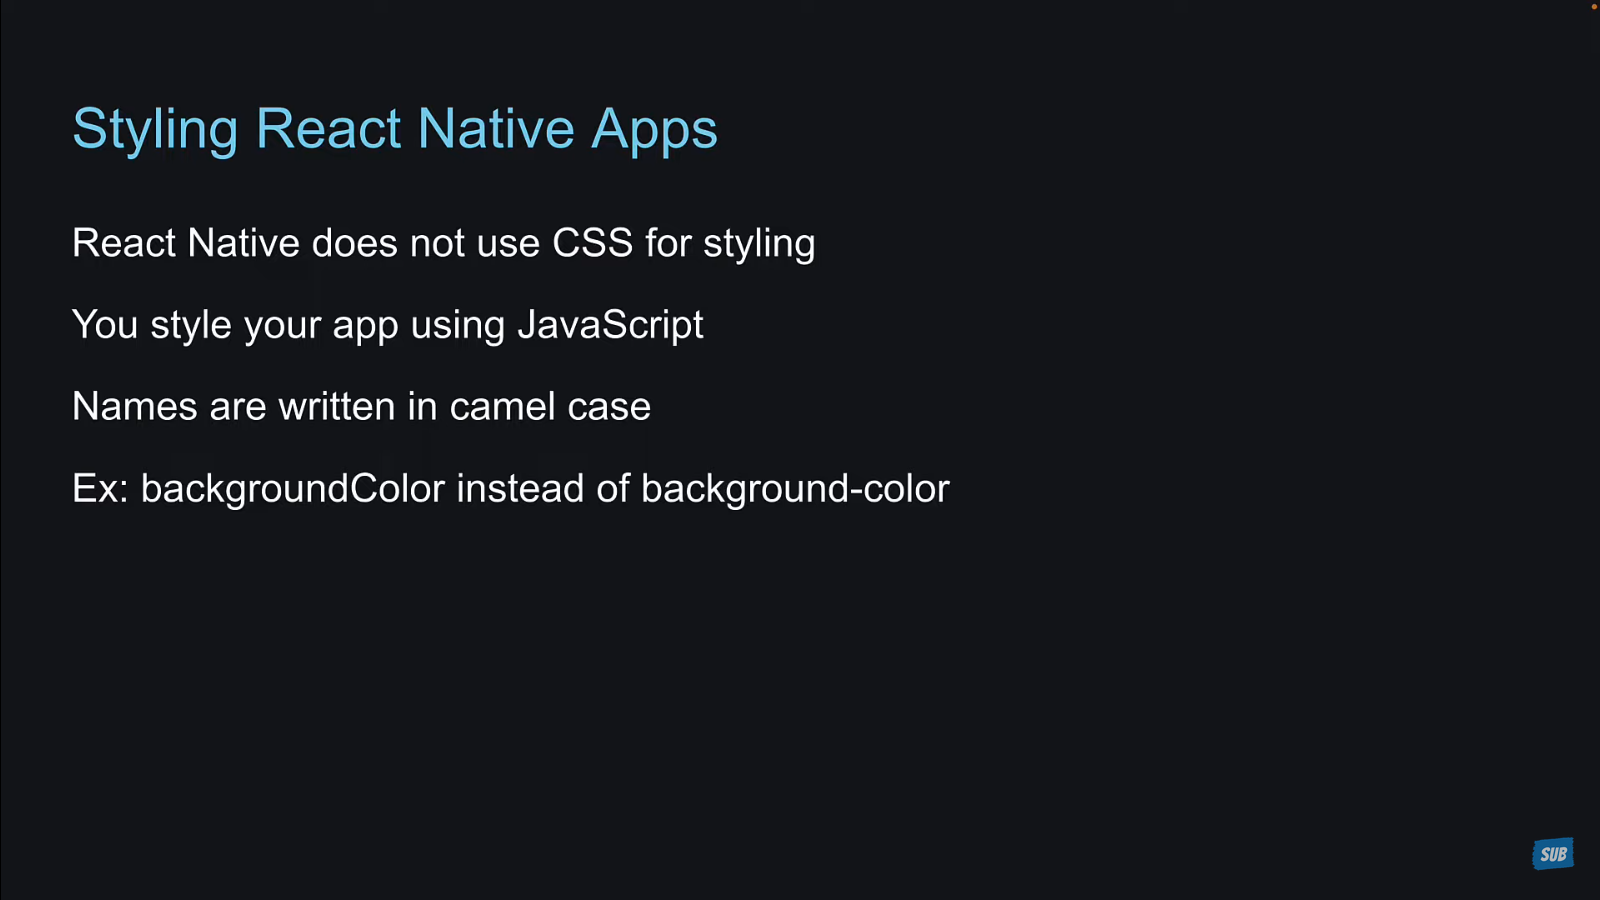 Styling React Native Apps
React Native does not use CSS for styling
You style your app using JavaScript
Names are written in camel case
Ex: backgroundColor instead of background-color
SUB